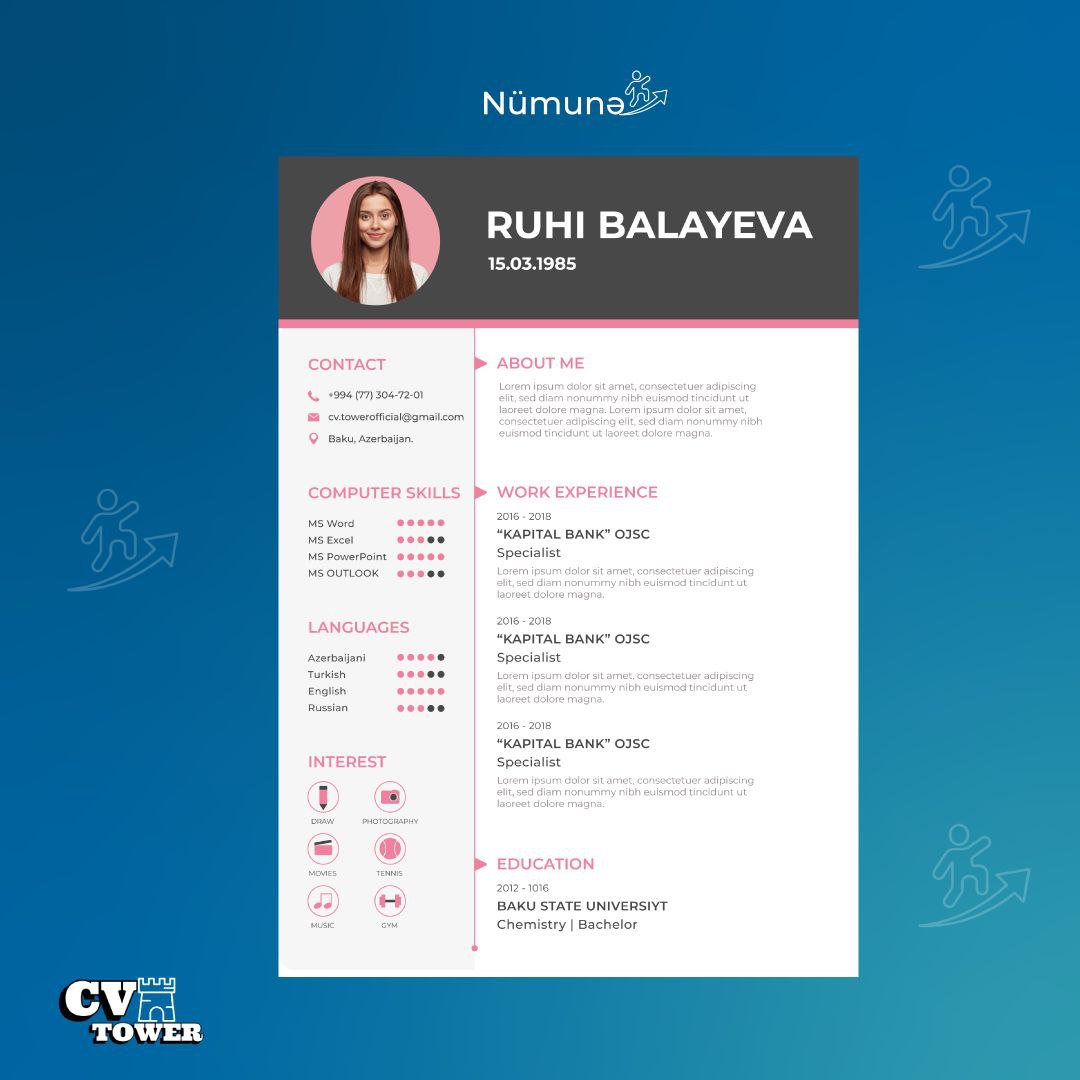 Nümunə
RUHI BALAYEVA
15.03.1985
CONTACT
+994 (77) 304-72-01
cv.towerofficial@gmail.com
Baku, Azerbaijan.
COMPUTER SKILLS
MS Word
MS Excel
MS PowerPoint
MS OUTLOOK
LANGUAGES
Azerbaijani
Turkish
English
Russian
INTEREST
DRAW
PHOTOGRAPHY
MOVIES
TENNIS
MUSIC
GYM
ABOUT ME
Lorem ipsum dolor sit amet, consectetuer adipiscing
elit, sed diam nonummy nibh euismod tincidunt ut
laoreet dolore magna. Lorem ipsum dolor sit amet,
consectetuer adipiscing elit, sed diam nonummy nibh
euismod tincidunt ut laoreet dolore magna.
WORK EXPERIENCE
2016 - 2018
“KAPITAL BANK” OJSC
Specialist
Lorem ipsum dolor sit amet, consectetuer adipiscing
elit, sed diam nonummy nibh euismod tincidunt ut
laoreet dolore magna.
2016 - 2018
“KAPITAL BANK” OJSC
Specialist
Lorem ipsum dolor sit amet, consectetuer adipiscing
elit, sed diam nonummy nibh euismod tincidunt ut
laoreet dolore magna.
2016 - 2018
“KAPITAL BANK” OJSC
Specialist
Lorem ipsum dolor sit amet, consectetuer adipiscing
elit, sed diam nonummy nibh euismod tincidunt ut
laoreet dolore magna.
EDUCATION
2012 - 1016
BAKU STATE UNIVERSIYT
Chemistry | Bachelor
CV
TOWER